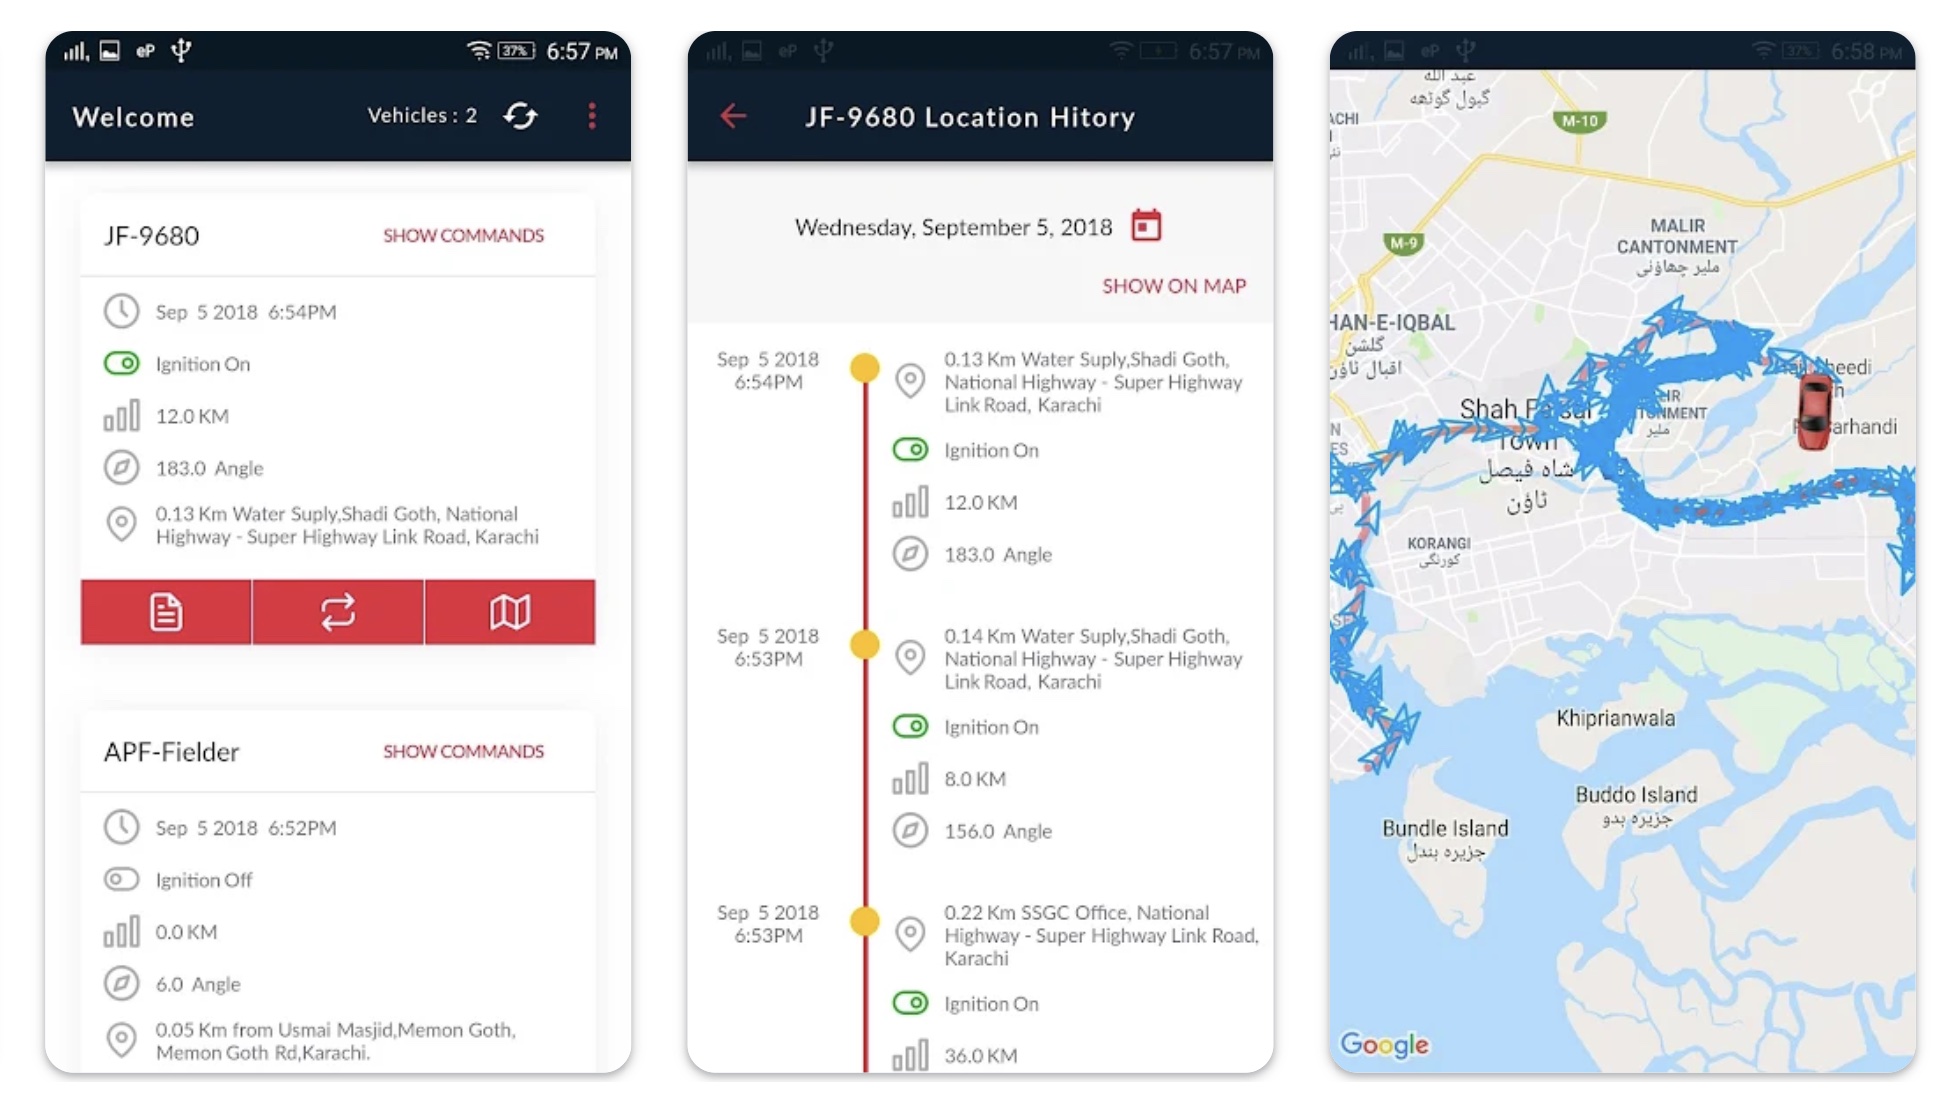 eP 37% 6:57 PM
Welcome Vehicles : 2
JF-9680 SHOW COMMANDS
Sep 5 2018 6:54PM
Ignition On
12.0 KM
183.0 Angle
0.13 Km Water Suply,Shadi Goth, National
Highway - Super Highway Link Road, Karachi
APF-Fielder SHOW COMMANDS
Sep 5 2018 6:52PM
Ignition Off
0.0 KM
6.0 Angle
0.05 Km from Usmai Masjid,Memon Goth,
Memon Goth Rd,Karachi.
eP 6:57 PM
JF-9680 Location Hitory
Wednesday, September 5, 2018
SHOW ON MAP
Sep 5 2018
6:54PM
0.13 Km Water Suply,Shadi Goth,
National Highway - Super Highway
Link Road, Karachi
Ignition On
12.0 KM
183.0 Angle
Sep 5 2018
6:53PM
0.14 Km Water Suply,Shadi Goth,
National Highway - Super Highway
Link Road, Karachi
Ignition On
8.0 KM
156.0 Angle
Sep 5 2018
6:53PM
0.22 Km SSGC Office, National
Highway - Super Highway Link Road,
Karachi
Ignition On
36.0 KM
eP 37% 6:58 PM
عبد الله
گبول گوٹھ
M-10
ACHI
MALIR
CANTONMENT
ملیر چھاؤنی
M-9
HAN-E-IQBAL
گلشن
اقبال ٹاؤن
Shah Faisal
Town
شاہ فیصل
ٹاؤن
ملیر
arhandi
KORANGI
کورنگی
Khiprianwala
Buddo Island
جزیرہ بدو
Bundle Island
جزیرہ بندل
Google